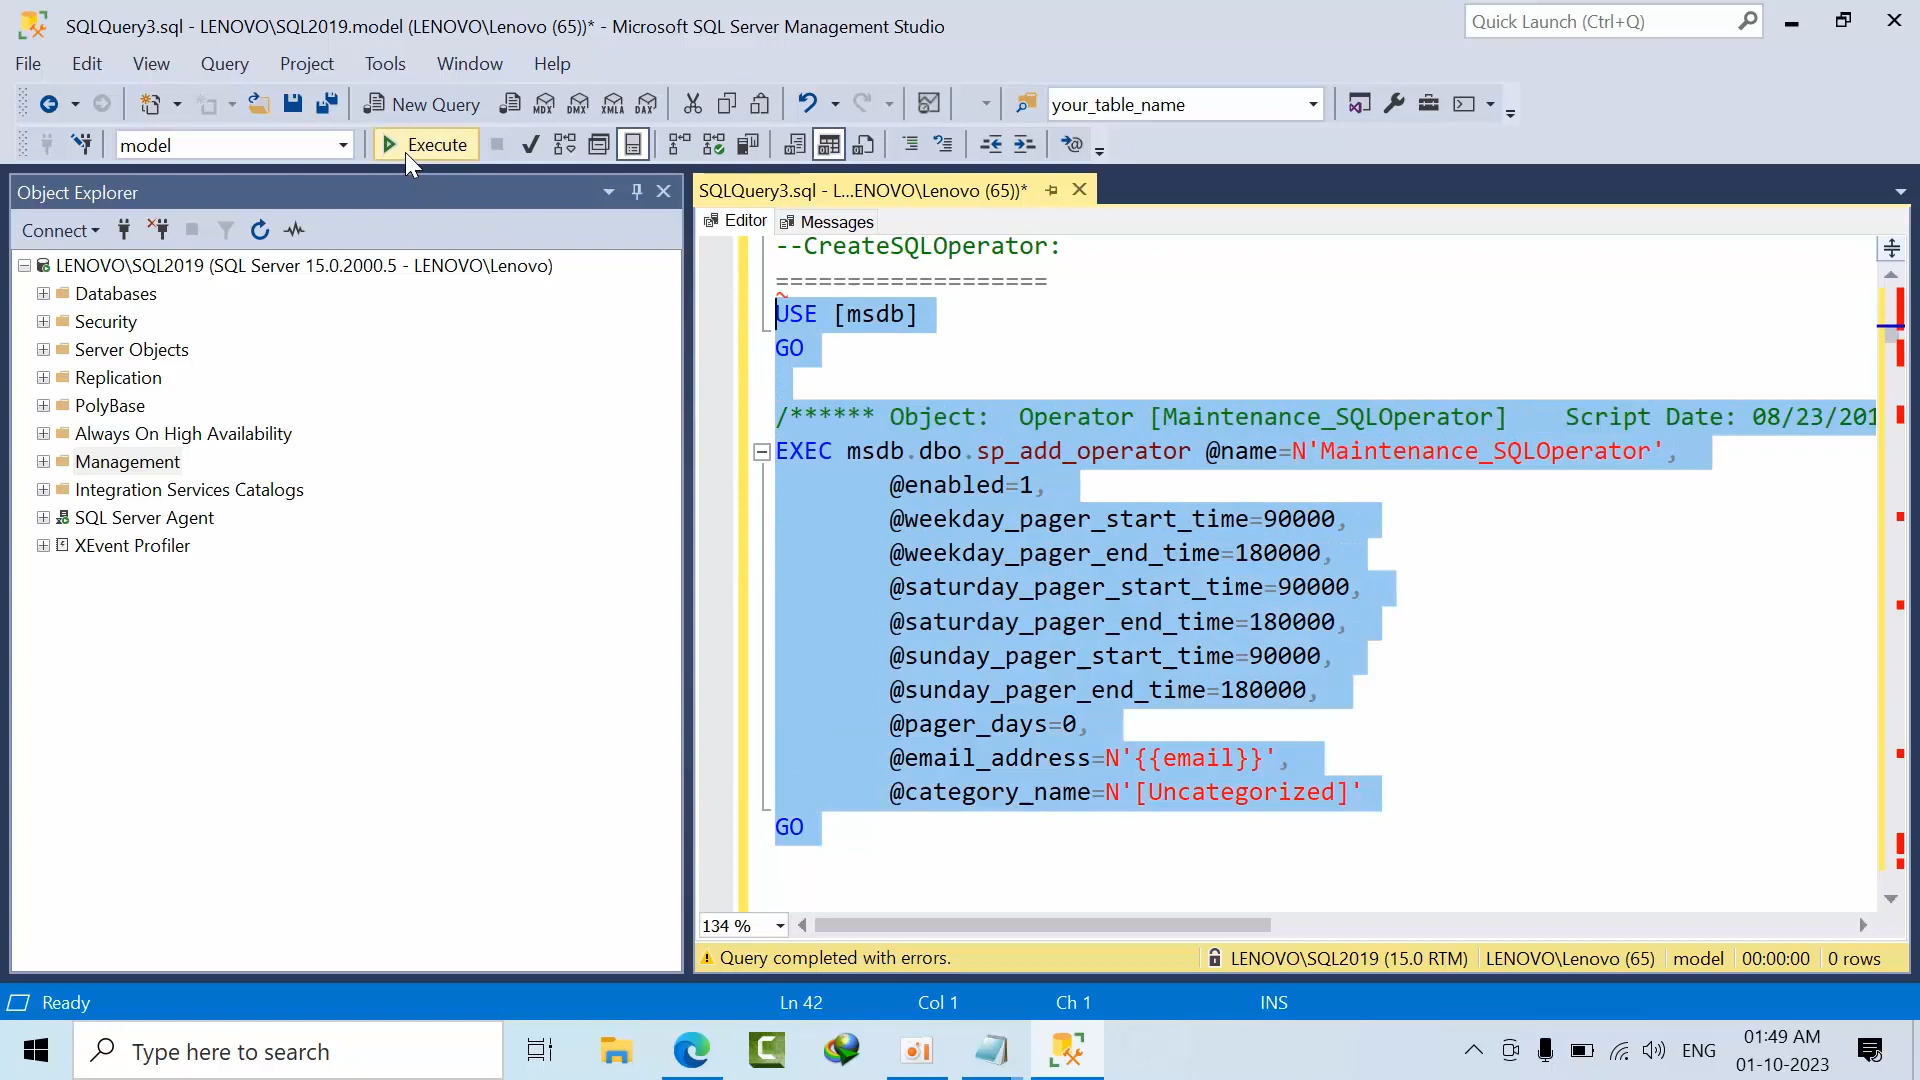 SQLQuery3.sql - LENOVO\SQL2019.model (LENOVO\Lenovo (65))* - Microsoft SQL Server Management Studio
Quick Launch (Ctrl+Q)
File Edit View Query Project Tools Window Help
New Query MDX DMX XMLA DAX your_table_name
model Execute
Object Explorer
Connect
LENOVO\SQL2019 (SQL Server 15.0.2000.5 - LENOVO\Lenovo)
Databases
Security
Server Objects
Replication
PolyBase
Always On High Availability
Management
Integration Services Catalogs
SQL Server Agent
XEvent Profiler
SQLQuery3.sql - L...ENOVO\Lenovo (65))*
Editor Messages
--CreateSQLOperator:
===================
USE [msdb]
GO
/****** Object:  Operator [Maintenance_SQLOperator]    Script Date: 08/23/201
EXEC msdb.dbo.sp_add_operator @name=N'Maintenance_SQLOperator',
@enabled=1,
@weekday_pager_start_time=90000,
@weekday_pager_end_time=180000,
@saturday_pager_start_time=90000,
@saturday_pager_end_time=180000,
@sunday_pager_start_time=90000,
@sunday_pager_end_time=180000,
@pager_days=0,
@email_address=N'{{email}}',
@category_name=N'[Uncategorized]'
GO
134 %
Query completed with errors. LENOVO\SQL2019 (15.0 RTM) LENOVO\Lenovo (65) model 00:00:00 0 rows
Ready Ln 42 Col 1 Ch 1 INS
Type here to search
ENG
01:49 AM
01-10-2023